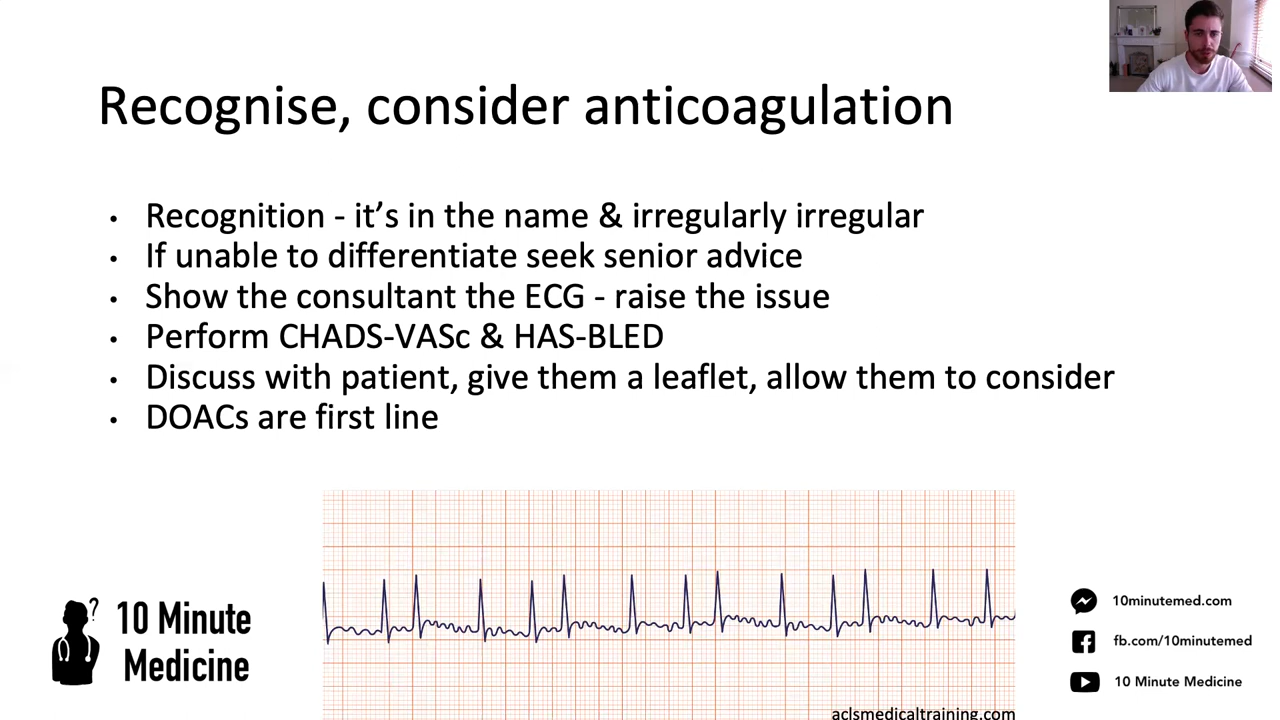 Recognise, consider anticoagulation
• Recognition - it’s in the name & irregularly irregular
• If unable to differentiate seek senior advice
• Show the consultant the ECG - raise the issue
• Perform CHADS-VASc & HAS-BLED
• Discuss with patient, give them a leaflet, allow them to consider
• DOACs are first line
?
10 Minute
Medicine
10minutemed.com
fb.com/10minutemed
10 Minute Medicine
aclsmedicaltraining.com